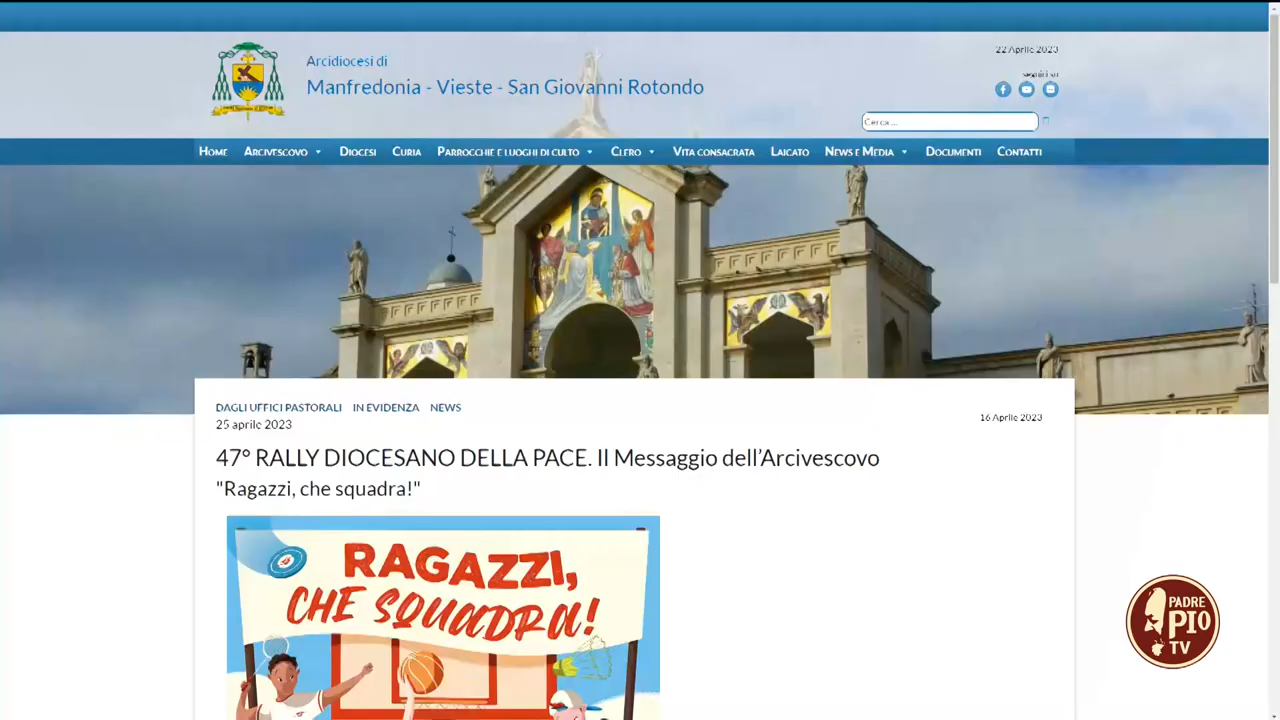 Arcidiocesi di
Manfredonia - Vieste - San Giovanni Rotondo
22 Aprile 2023
seguici su
Cerca ...
HOME ARCIVESCOVO DIOCESI CURIA PARROCCHIE E LUOGHI DI CULTO CLERO VITA CONSACRATA LAICATO NEWS E MEDIA DOCUMENTI CONTATTI
DAGLI UFFICI PASTORALI IN EVIDENZA NEWS
25 aprile 2023
16 Aprile 2023
47° RALLY DIOCESANO DELLA PACE. Il Messaggio dell’Arcivescovo
"Ragazzi, che squadra!"
RAGAZZI,
CHE SQUADRA!
PADRE
PIO
TV